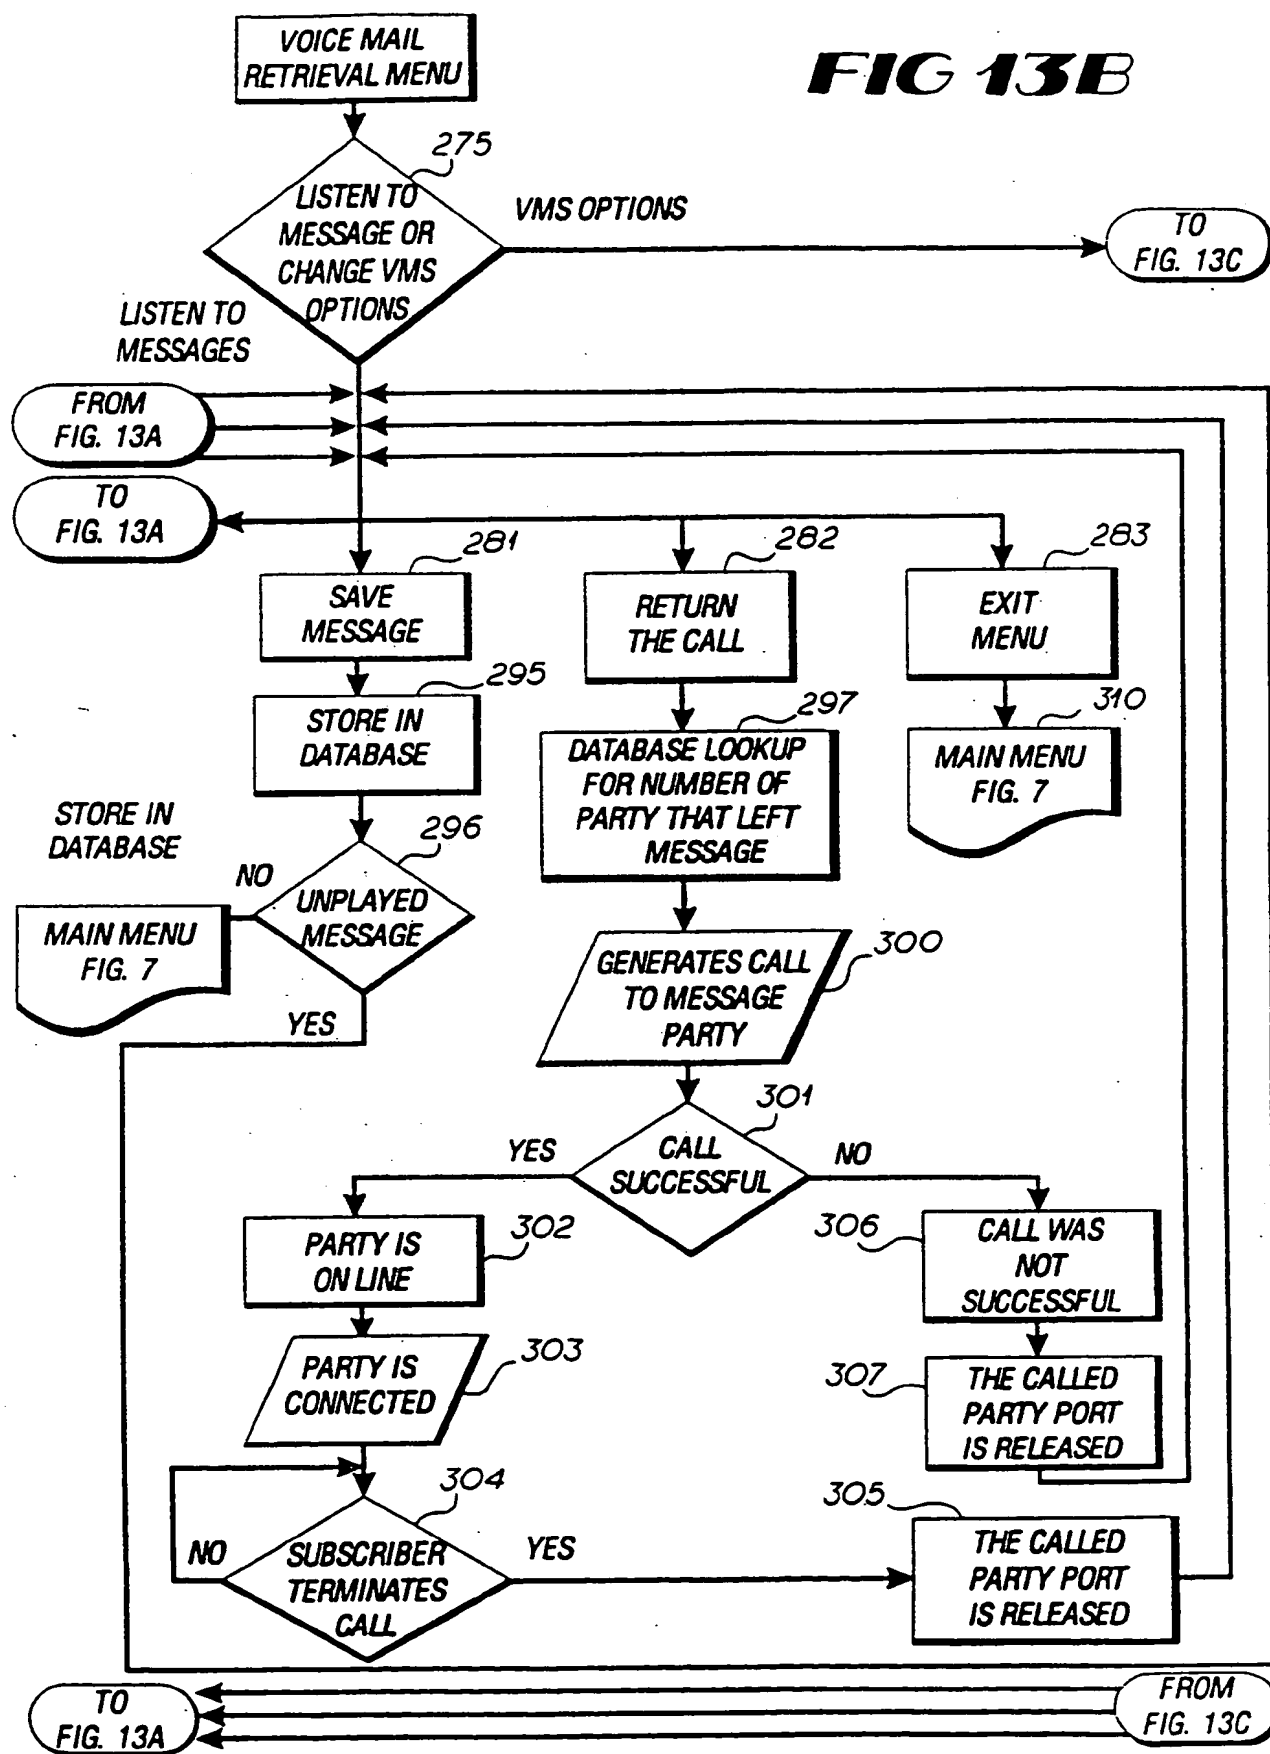 VOICE MAIL
RETRIEVAL MENU
FIG 13B
275
LISTEN TO
MESSAGE OR
CHANGE VMS
OPTIONS
VMS OPTIONS
TO
FIG. 13C
LISTEN TO
MESSAGES
FROM
FIG. 13A
TO
FIG. 13A
281
SAVE
MESSAGE
282
RETURN
THE CALL
283
EXIT
MENU
295
STORE IN
DATABASE
297
DATABASE LOOKUP
FOR NUMBER OF
PARTY THAT LEFT
MESSAGE
310
MAIN MENU
FIG. 7
STORE IN
DATABASE
296
NO
UNPLAYED
MESSAGE
MAIN MENU
FIG. 7
YES
300
GENERATES CALL
TO MESSAGE
PARTY
301
YES
CALL
SUCCESSFUL
NO
302
PARTY IS
ON LINE
306
CALL WAS
NOT
SUCCESSFUL
303
PARTY IS
CONNECTED
307
THE CALLED
PARTY PORT
IS RELEASED
304
NO
SUBSCRIBER
TERMINATES
CALL
YES
305
THE CALLED
PARTY PORT
IS RELEASED
TO
FIG. 13A
FROM
FIG. 13C